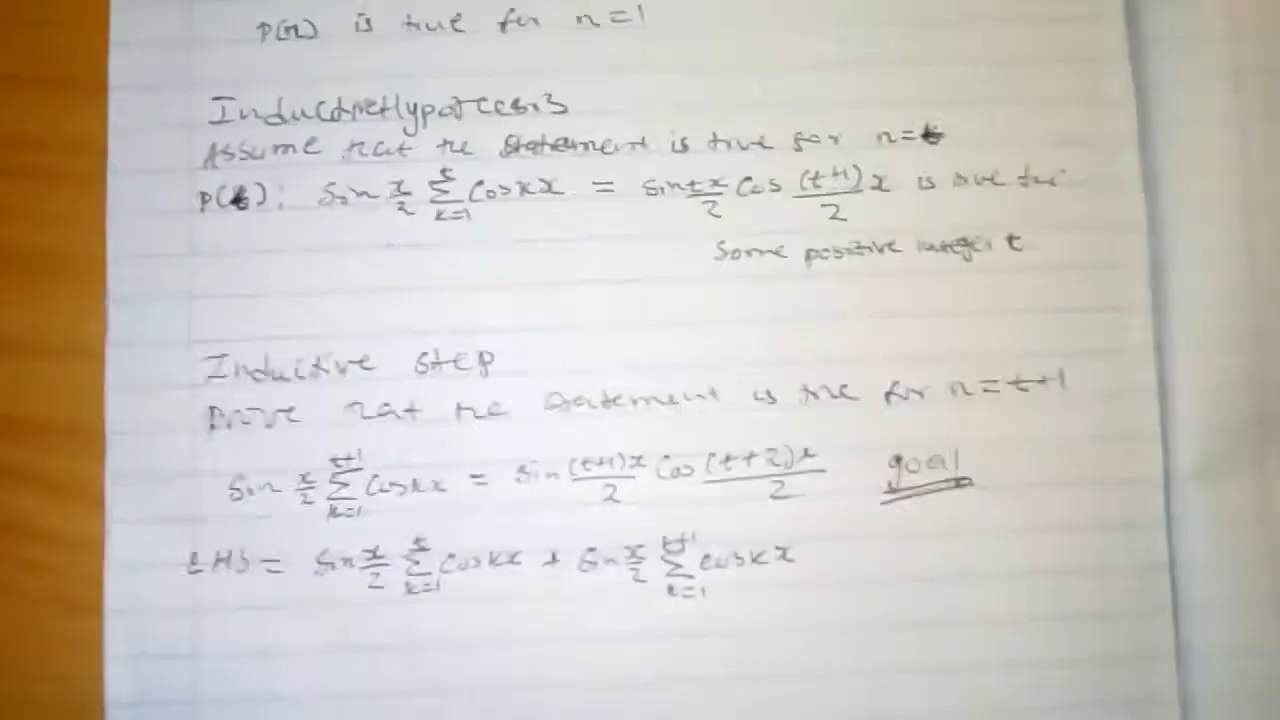 P(n) is true for n=1
Inductive Hypothesis
Assume that the statement is true for n=t
P(t): Sin x/2 ∑_{k=1}^{t} Cos kx = sin tx/2 Cos (t+1)x/2 is true for
Some positive integer t
Inductive step
Prove that the statement is true for n=t+1
Sin x/2 ∑_{k=1}^{t+1} Cos kx = sin (t+1)x/2 Cos (t+2)x/2 goal
LHS = Sin x/2 ∑_{k=1}^{t} Cos kx + Sin x/2 ∑_{k=1}^{t+1} cos kx